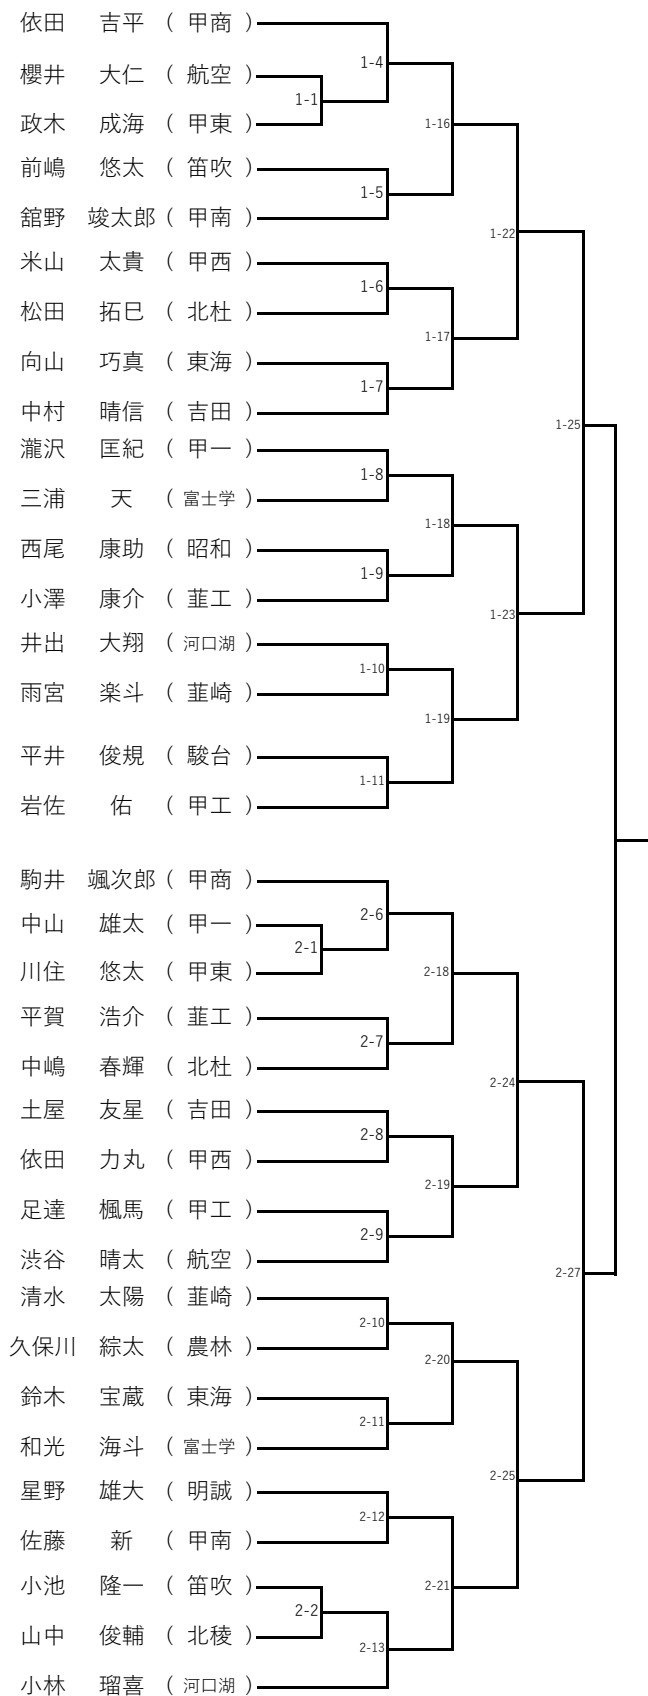 依田 吉平 ( 甲商 )
1-4
櫻井 大仁 ( 航空 )
1-1
政木 成海 ( 甲東 )
1-16
前嶋 悠太 ( 笛吹 )
1-5
舘野 竣太郎 ( 甲南 )
1-22
米山 太貴 ( 甲西 )
1-6
松田 拓巳 ( 北杜 )
1-17
向山 巧真 ( 東海 )
1-7
中村 晴信 ( 吉田 )
1-25
瀧沢 匡紀 ( 甲一 )
1-8
三浦 天 ( 富士学 )
1-18
西尾 康助 ( 昭和 )
1-9
小澤 康介 ( 韮工 )
1-23
井出 大翔 ( 河口湖 )
1-10
雨宮 楽斗 ( 韮崎 )
1-19
平井 俊規 ( 駿台 )
1-11
岩佐 佑 ( 甲工 )
駒井 颯次郎 ( 甲商 )
2-6
中山 雄太 ( 甲一 )
2-1
川住 悠太 ( 甲東 )
2-18
平賀 浩介 ( 韮工 )
2-7
中嶋 春輝 ( 北杜 )
2-24
土屋 友星 ( 吉田 )
2-8
依田 力丸 ( 甲西 )
2-19
足達 楓馬 ( 甲工 )
2-9
渋谷 晴太 ( 航空 )
2-27
清水 太陽 ( 韮崎 )
2-10
久保川 綜太 ( 農林 )
2-20
鈴木 宝蔵 ( 東海 )
2-11
和光 海斗 ( 富士学 )
2-25
星野 雄大 ( 明誠 )
2-12
佐藤 新 ( 甲南 )
小池 隆一 ( 笛吹 )
2-21
2-2
山中 俊輔 ( 北稜 )
2-13
小林 瑠喜 ( 河口湖 )